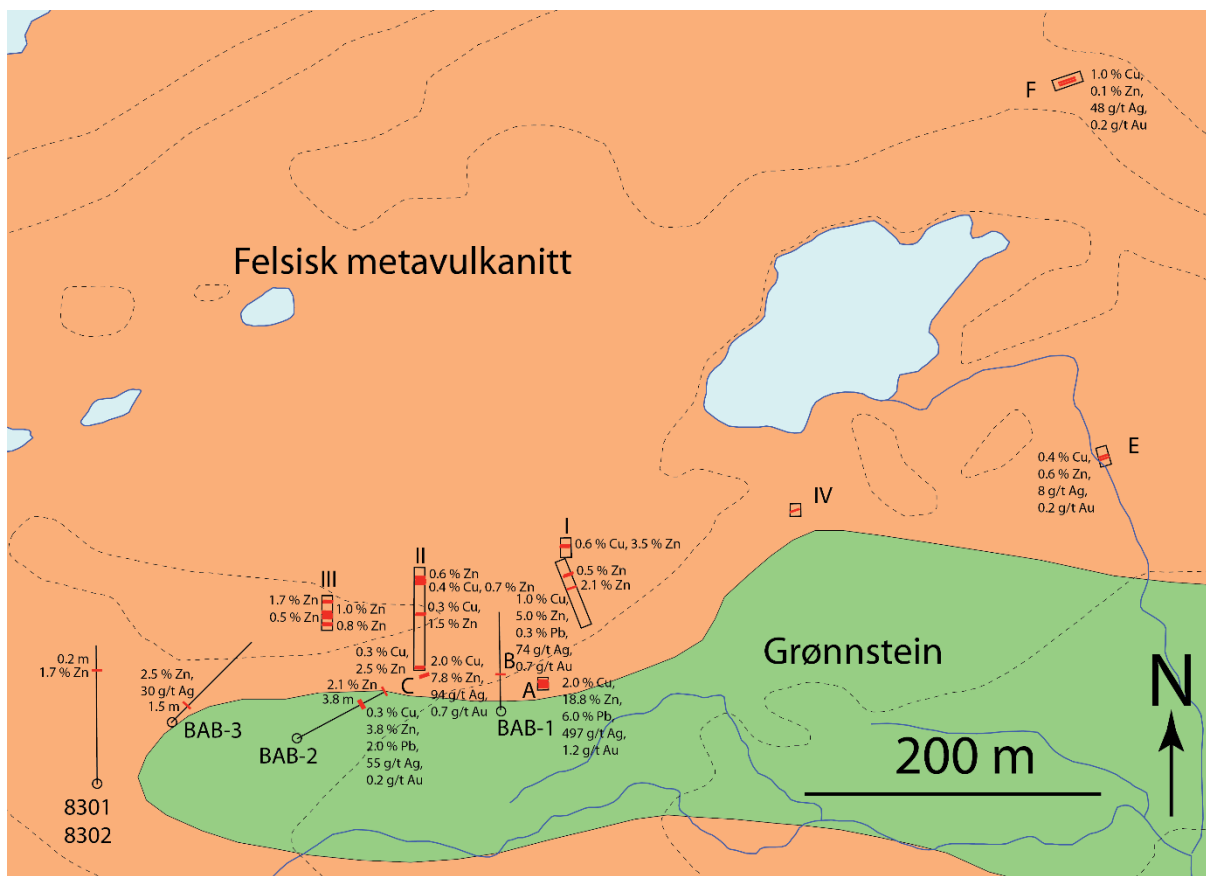 F
1.0 % Cu,
0.1 % Zn,
48 g/t Ag,
0.2 g/t Au
Felsisk metavulkanitt
E
0.4 % Cu,
0.6 % Zn,
8 g/t Ag,
0.2 g/t Au
IV
I
0.6 % Cu, 3.5 % Zn
0.5 % Zn
2.1 % Zn
II
0.6 % Zn
0.4 % Cu, 0.7 % Zn
0.3 % Cu,
1.5 % Zn
III
1.7 % Zn
1.0 % Zn
0.5 % Zn
0.8 % Zn
1.0 % Cu,
5.0 % Zn,
0.3 % Pb,
74 g/t Ag,
0.7 g/t Au
B
0.3 % Cu,
2.5 % Zn
C
2.0 % Cu,
7.8 % Zn,
94 g/t Ag,
0.7 g/t Au
A
2.0 % Cu,
18.8 % Zn,
6.0 % Pb,
497 g/t Ag,
1.2 g/t Au
BAB-1
0.2 m
1.7 % Zn
2.5 % Zn,
30 g/t Ag
1.5 m
BAB-3
2.1 % Zn
3.8 m
BAB-2
0.3 % Cu,
3.8 % Zn,
2.0 % Pb,
55 g/t Ag,
0.2 g/t Au
8301
8302
Grønnstein
200 m
N